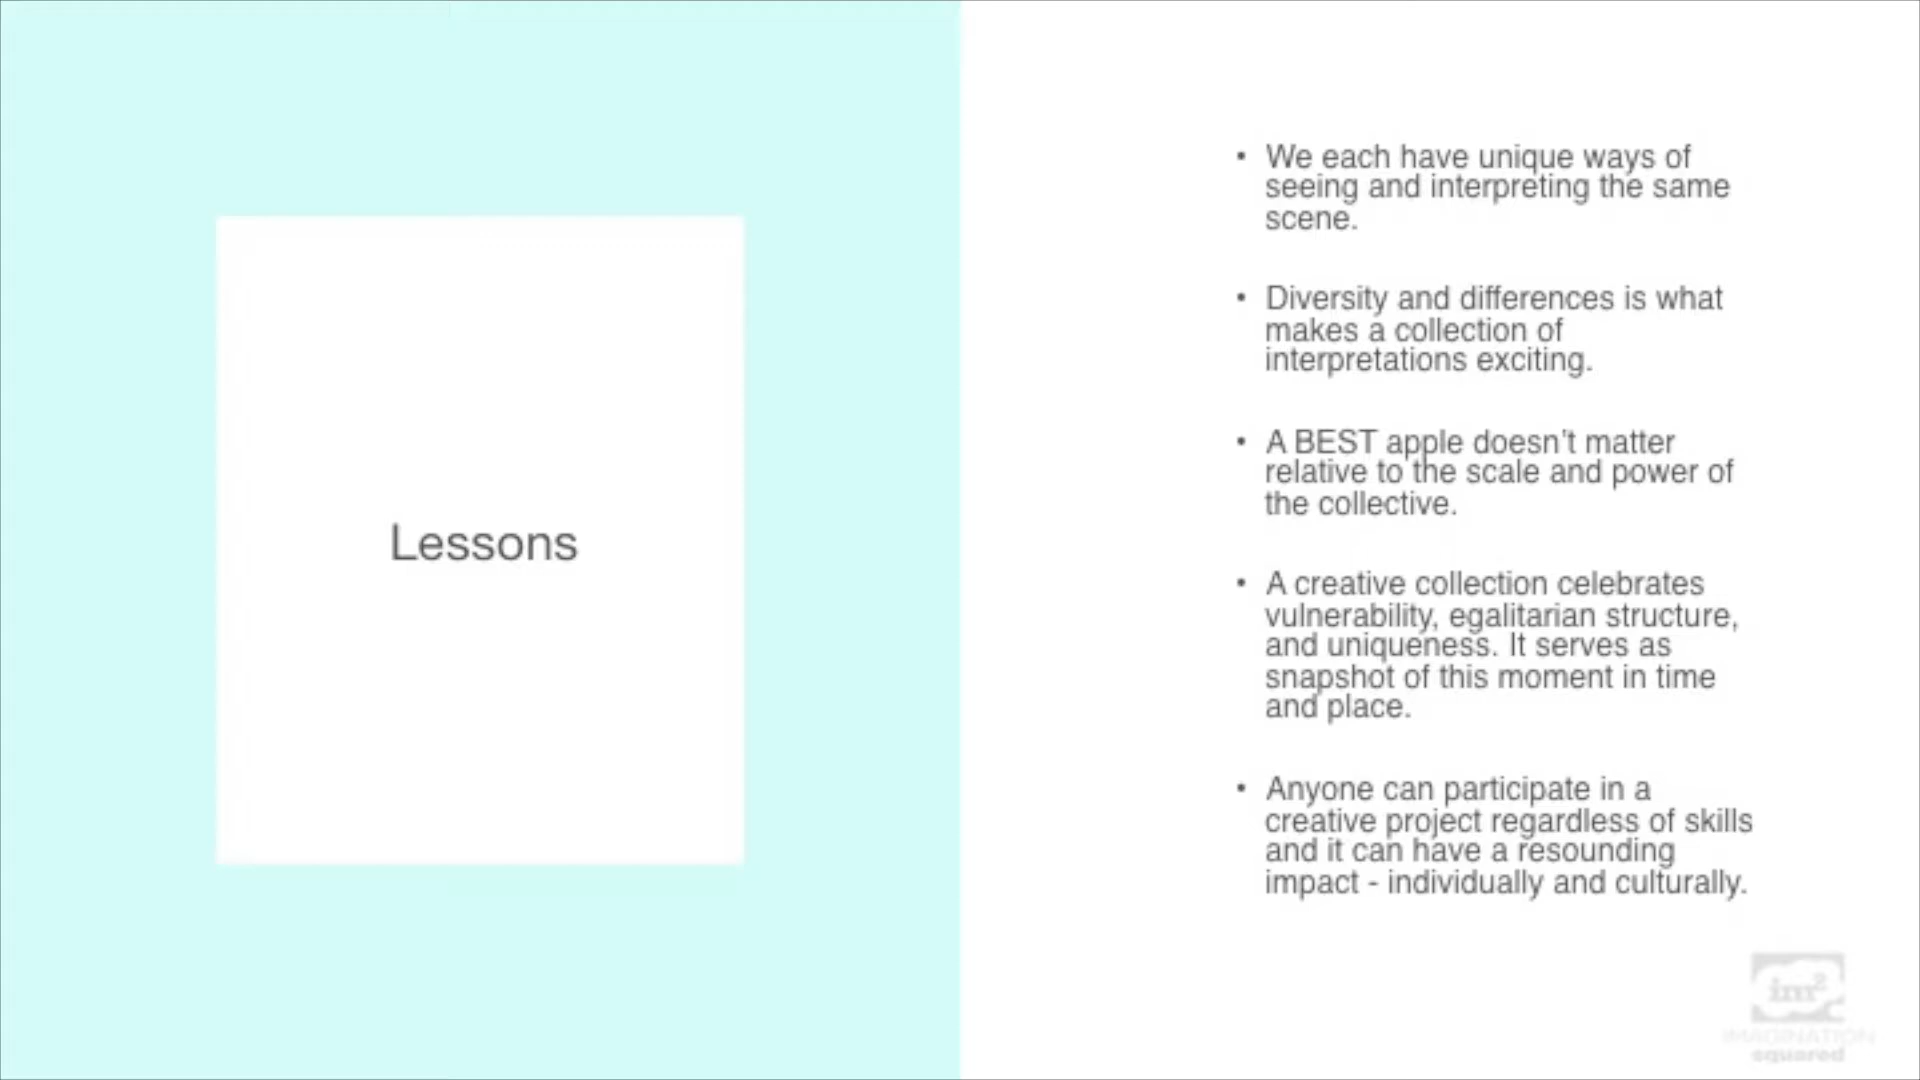 Lessons
• We each have unique ways of
seeing and interpreting the same
scene.
• Diversity and differences is what
makes a collection of
interpretations exciting.
• A BEST apple doesn't matter
relative to the scale and power of
the collective.
• A creative collection celebrates
vulnerability, egalitarian structure,
and uniqueness. It serves as
snapshot of this moment in time
and place.
• Anyone can participate in a
creative project regardless of skills
and it can have a resounding
impact - individually and culturally.
im²
IMAGINATION
squared